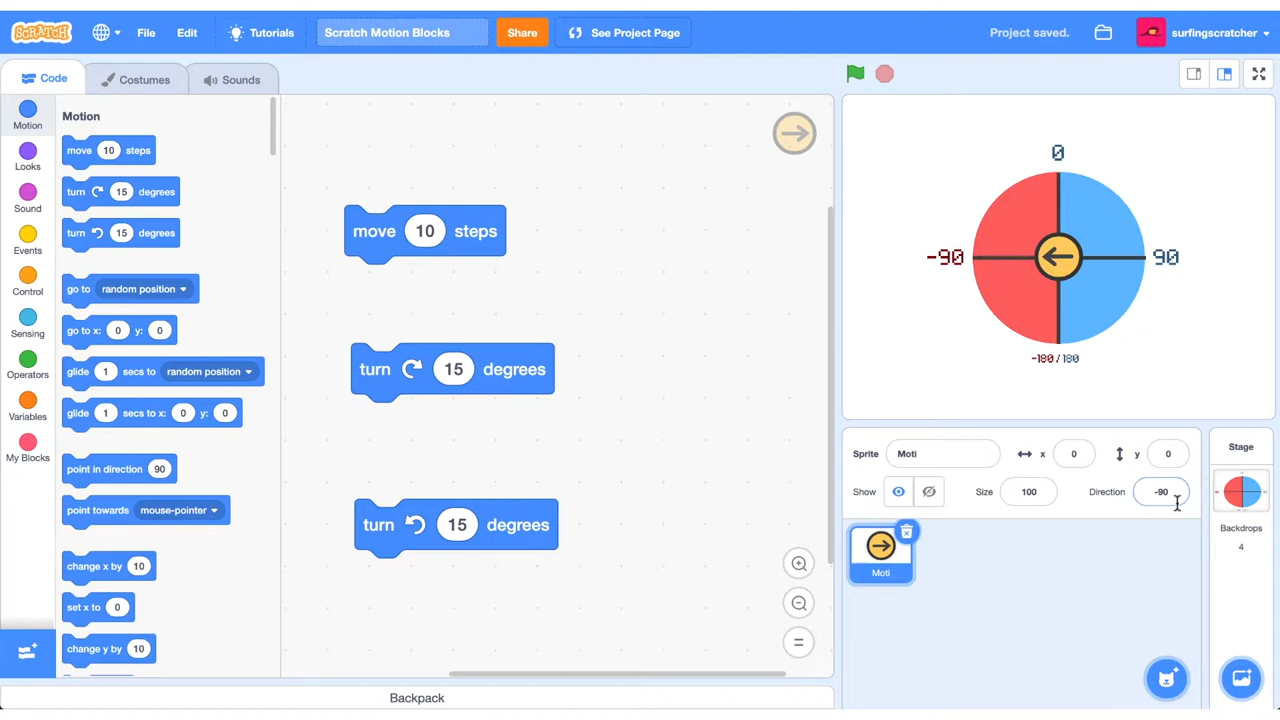 SCRATCH File Edit Tutorials Scratch Motion Blocks Share See Project Page Project saved. surfingscratcher
Code Costumes Sounds
Motion
Looks
Sound
Events
Control
Sensing
Operators
Variables
My Blocks
Motion
move 10 steps
turn 15 degrees
turn 15 degrees
go to random position
go to x: 0 y: 0
glide 1 secs to random position
glide 1 secs to x: 0 y: 0
point in direction 90
point towards mouse-pointer
change x by 10
set x to 0
change y by 10
move 10 steps
turn 15 degrees
turn 15 degrees
Backpack
0
-90 90
-180/180
Sprite Moti x 0 y 0
Show Size 100 Direction -90
Moti
Stage
Backdrops
4